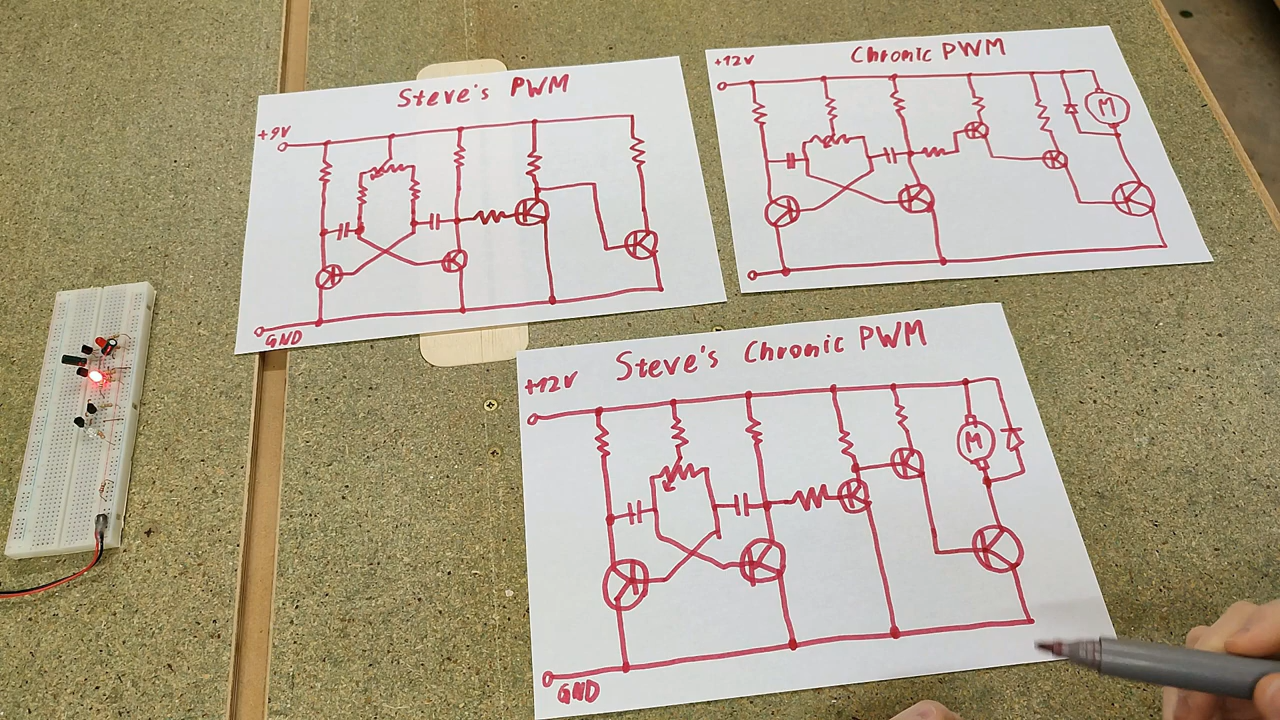 Steve's PWM
+9V
GND
Chronic PWM
+12V
M
Steve's Chronic PWM
+12V
M
GND